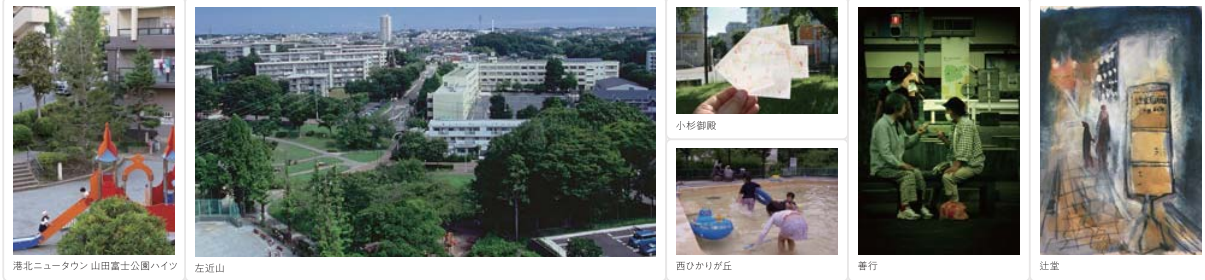 港北ニュータウン 山田富士公園ハイツ
左近山
小杉御殿
西ひかりが丘
善行
辻堂